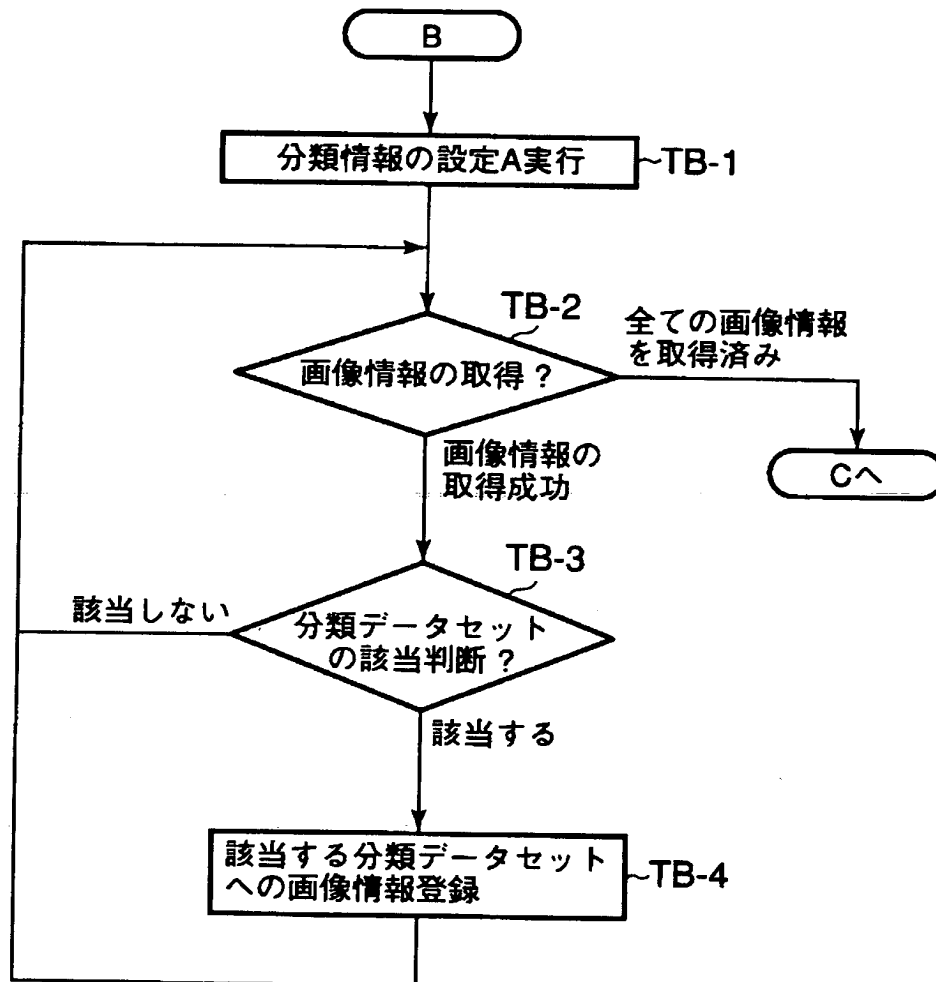 B
分類情報の設定A実行
TB-1
TB-2
全ての画像情報
を取得済み
画像情報の取得?
画像情報の
取得成功
Cへ
TB-3
該当しない
分類データセット
の該当判断?
該当する
該当する分類データセット
への画像情報登録
TB-4